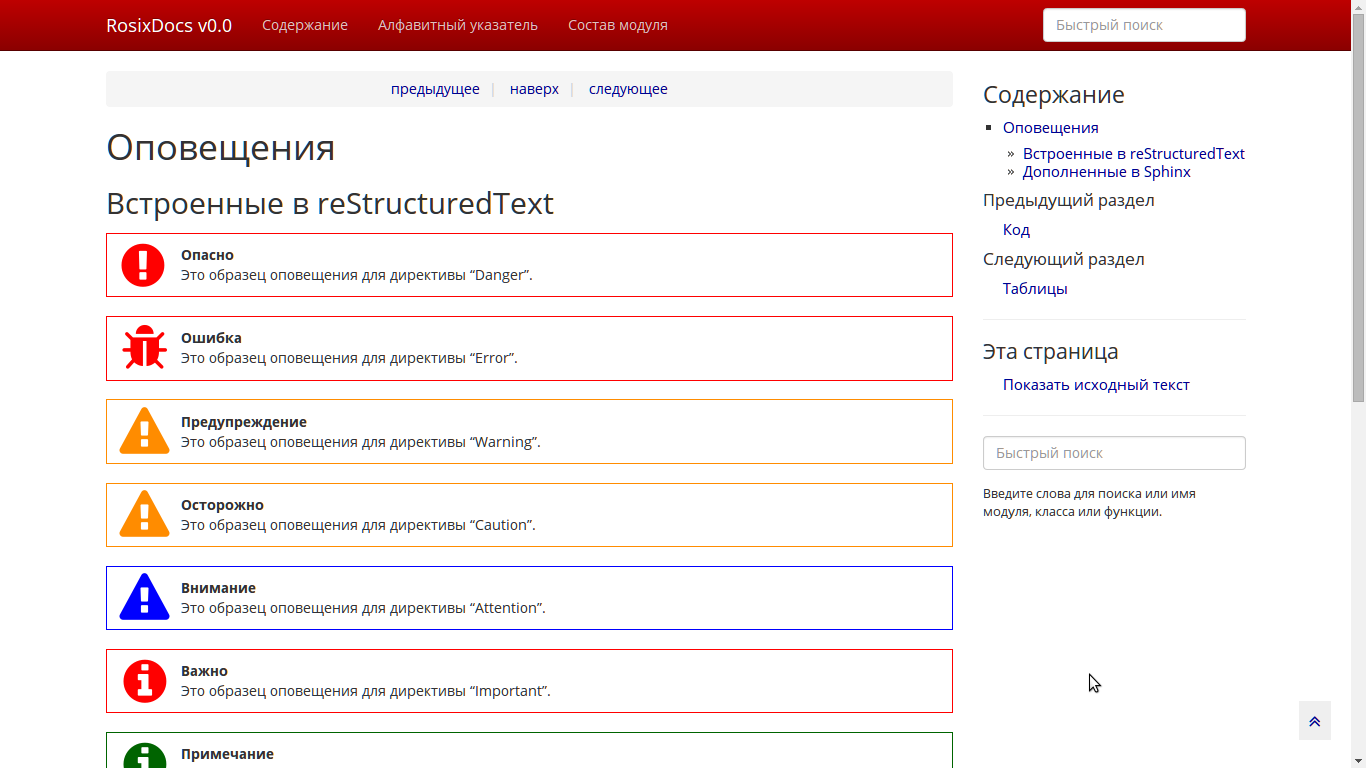 RosixDocs v0.0 Содержание Алфавитный указатель Состав модуля Быстрый поиск
предыдущее | наверх | следующее
Оповещения
Встроенные в reStructuredText
Опасно
Это образец оповещения для директивы “Danger”.
Ошибка
Это образец оповещения для директивы “Error”.
Предупреждение
Это образец оповещения для директивы “Warning”.
Осторожно
Это образец оповещения для директивы “Caution”.
Внимание
Это образец оповещения для директивы “Attention”.
Важно
Это образец оповещения для директивы “Important”.
Примечание
Содержание
Оповещения
» Встроенные в reStructuredText
» Дополненные в Sphinx
Предыдущий раздел
Код
Следующий раздел
Таблицы
Эта страница
Показать исходный текст
Быстрый поиск
Введите слова для поиска или имя
модуля, класса или функции.